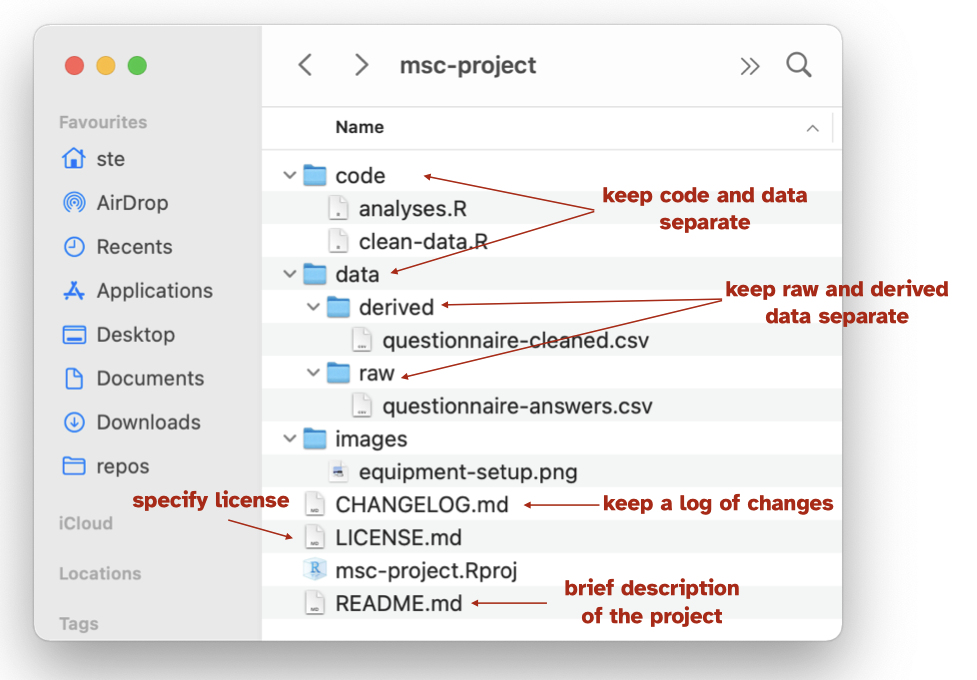 msc-project
Favourites
ste
AirDrop
Recents
Applications
Desktop
Documents
Downloads
repos
iCloud
Locations
Tags
Name
code
analyses.R
clean-data.R
data
derived
questionnaire-cleaned.csv
raw
questionnaire-answers.csv
images
equipment-setup.png
CHANGELOG.md
LICENSE.md
msc-project.Rproj
README.md
keep code and data
separate
keep raw and derived
data separate
specify license
keep a log of changes
brief description
of the project